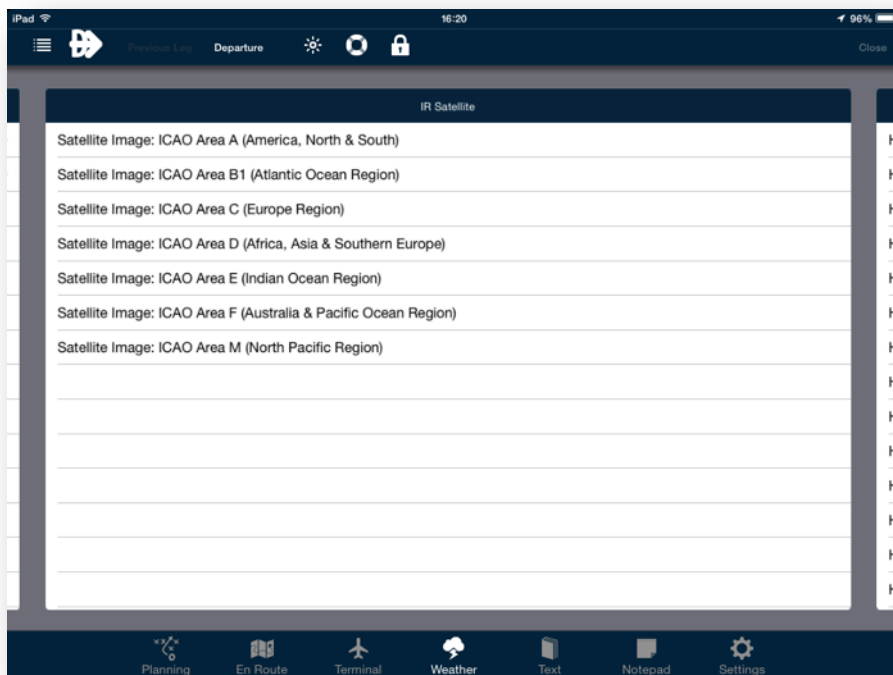 iPad 16:20 96%
Previous Leg Departure Close
IR Satellite
Satellite Image: ICAO Area A (America, North & South)
Satellite Image: ICAO Area B1 (Atlantic Ocean Region)
Satellite Image: ICAO Area C (Europe Region)
Satellite Image: ICAO Area D (Africa, Asia & Southern Europe)
Satellite Image: ICAO Area E (Indian Ocean Region)
Satellite Image: ICAO Area F (Australia & Pacific Ocean Region)
Satellite Image: ICAO Area M (North Pacific Region)
Planning En Route Terminal Weather Text Notepad Settings